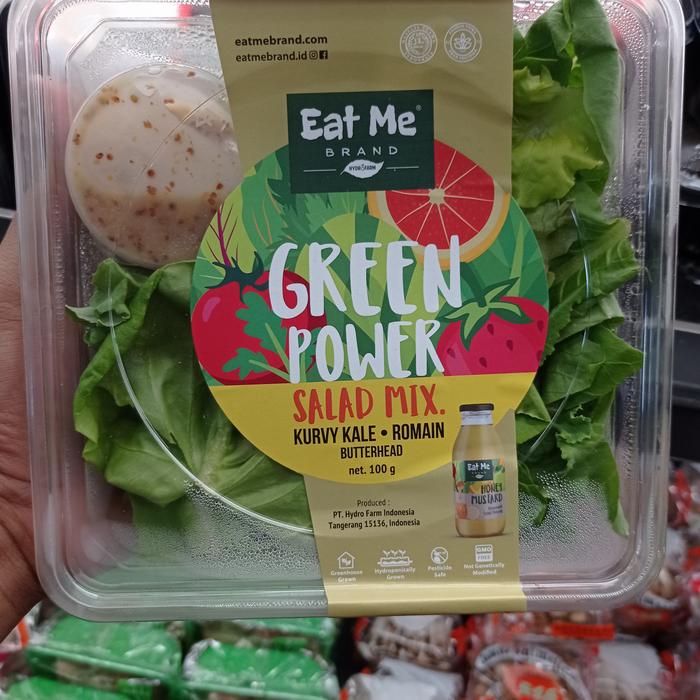 eatmebrand.com
eatmebrand.id
Eat Me®
BRAND
HYDROFARM
GREEN
POWER
SALAD MIX.
KURVY KALE • ROMAIN
BUTTERHEAD
net. 100 g
Eat Me
BRAND
HONEY
MUSTARD
Produced :
PT. Hydro Farm Indonesia
Tangerang 15136, Indonesia
Greenhouse
Grown
Hydroponically
Grown
Pesticide
Safe
GMO
FREE
Not Genetically
Modified